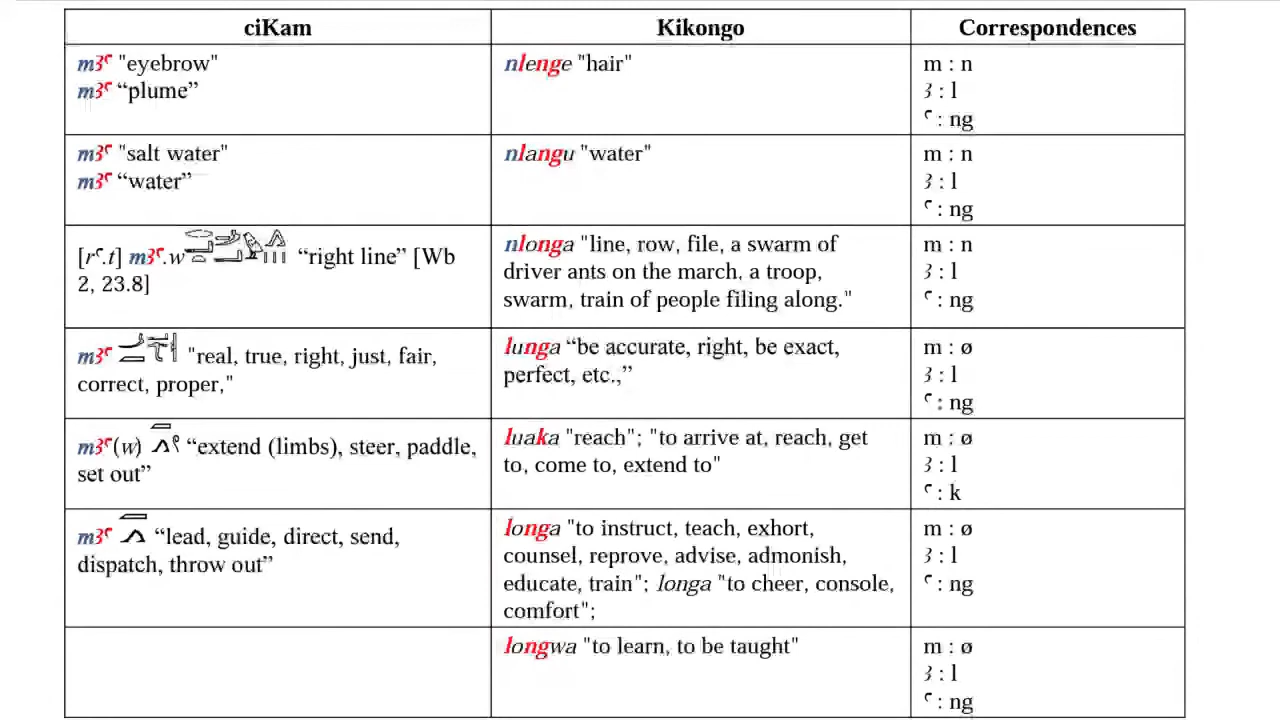 ciKam Kikongo Correspondences
mꜣꜥ "eyebrow"
mꜣꜥ “plume”
nlenge "hair"
m : n
ꜣ : l
ꜥ : ng
mꜣꜥ "salt water"
mꜣꜥ “water”
nlangu "water"
m : n
ꜣ : l
ꜥ : ng
[rꜥ.t] mꜣꜥ.w “right line” [Wb
2, 23.8]
nlonga "line, row, file, a swarm of
driver ants on the march, a troop,
swarm, train of people filing along."
m : n
ꜣ : l
ꜥ : ng
mꜣꜥ "real, true, right, just, fair,
correct, proper,"
lunga “be accurate, right, be exact,
perfect, etc.,”
m : ø
ꜣ : l
ꜥ : ng
mꜣꜥ(w) “extend (limbs), steer, paddle,
set out”
luaka "reach"; "to arrive at, reach, get
to, come to, extend to"
m : ø
ꜣ : l
ꜥ : k
mꜣꜥ “lead, guide, direct, send,
dispatch, throw out”
longa "to instruct, teach, exhort,
counsel, reprove, advise, admonish,
educate, train"; longa "to cheer, console,
comfort";
m : ø
ꜣ : l
ꜥ : ng
longwa "to learn, to be taught"
m : ø
ꜣ : l
ꜥ : ng